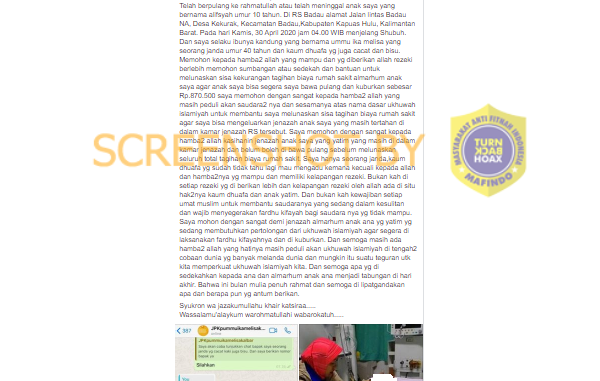 Telah berpulang ke rahmatullah atau telah meninggal anak saya yang
bernama alifsyah umur 10 tahun. Di RS Badau alamat Jalan lintas Badau
NA, Desa Kekurak, Kecamatan Badau,Kabupaten Kapuas Hulu, Kalimantan
Barat. Pada hari Kamis, 30 April 2020 jam 04.00 WIB menjelang Shubuh.
Dan saya selaku ibunda kandung yang bernama ummu ika melisa yang
seorang janda umur 40 tahun dan kaum dhuafa yg juga cacat dan bisu.
Memohon kepada hamba2 allah yang mampu dan yg diberikan allah rezeki
berlebih memohon sumbangan atau sedekah dan bantuan untuk
melunaskan sisa kekurangan tagihan biaya rumah sakit almarhum anak
saya agar anak saya bisa segera saya bawa pulang dan kuburkan sebesar
Rp.870.500 saya memohon dengan sangat kepada hamba2 allah yang
masih peduli akan saudara2 nya dan sesamanya atas nama dasar ukhuwah
islamiyah untuk membantu saya melunaskan sisa tagihan biaya rumah sakit
agar saya bisa mengeluarkan jenazah anak saya yang masih tertahan di
dalam kamar jenazah RS tersebut. Saya memohon dengan sangat kepada
hamba2 allah kasihanin jenazah anak saya yang yatim yang masih di dalam
kamar jenazah dan belum boleh di bawa pulang sebelum melunaskan
seluruh total tagihan biaya rumah sakit. Saya hanya seorang janda,kaum
dhuafa yg sudah tidak tahu lagi mau mengadu kemana kecuali kepada allah
dan hamba2nya yg mampu dan memiliki kelapangan rezeki. Bukan kah di
setiap rezeki yg di berikan lebih dan kelapangan rezeki oleh allah ada di situ
hak2nya kaum dhuafa dan anak yatim. Dan bukan kah kewajiban setiap
umat muslim untuk membantu saudaranya yang sedang dalam kesulitan
dan wajib menyegerakan fardhu kifayah bagi saudara nya yg tidak mampu.
Saya mohon dengan sangat demi jenazah almarhum anak ana yg yatim yg
sedang membutuhkan pertolongan dari ukhuwah islamiyah agar segera di
laksanakan fardhu kifayahnya dan di kuburkan. Dan semoga masih ada
hamba2 allah yang hatinya masih peduli akan ukhuwah islamiyah di tengah2
cobaan dunia yg banyak melanda dunia dan mungkin itu suatu teguran utk
kita memperkuat ukhuwah islamiyah kita. Dan semoga apa yg di
sedekahkan kepada ana dan almarhum anak ana menjadi tabungan di hari
akhir. Bahwa ini bulan mulia penuh rahmat dan semoga di lipatgandakan
apa dan berapa pun yg antum berikan.
Syukron wa jazakumullahu khair katsiraa.....
Wassalamu'alaykum warohmatullahi wabarokatuh.....
SCREENSHOT BY
MASYARAKAT ANTI FITNAH INDONESIA
TURN
BACK
HOAX
MAFINDO
387
JPKpummuikamelisak...
online
JPKpummuikamelisakalbar
Silahkan
You